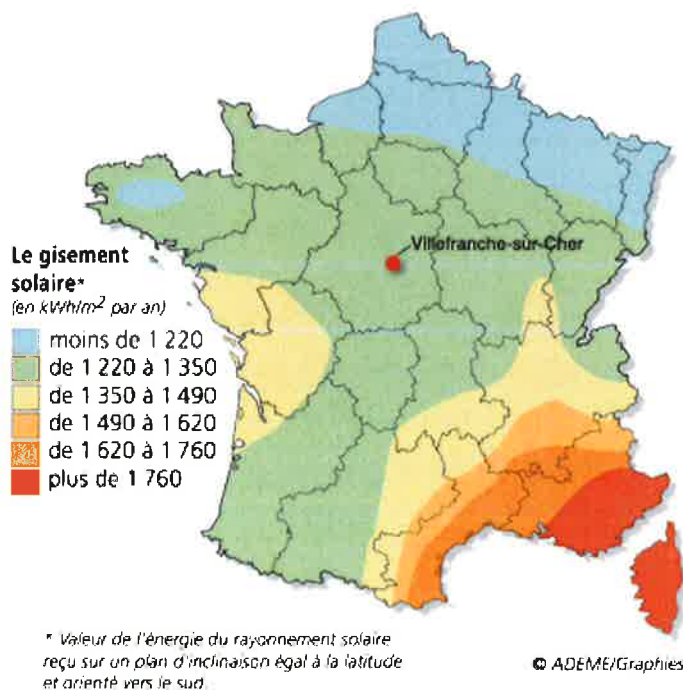 Villefranche-sur-Cher
Le gisement
solaire*
(en kWh/m² par an)
moins de 1 220
de 1 220 à 1 350
de 1 350 à 1 490
de 1 490 à 1 620
de 1 620 à 1 760
plus de 1 760
* Valeur de l'énergie du rayonnement solaire
reçu sur un plan d'inclinaison égal à la latitude
et orienté vers le sud.
© ADEME/Graphies